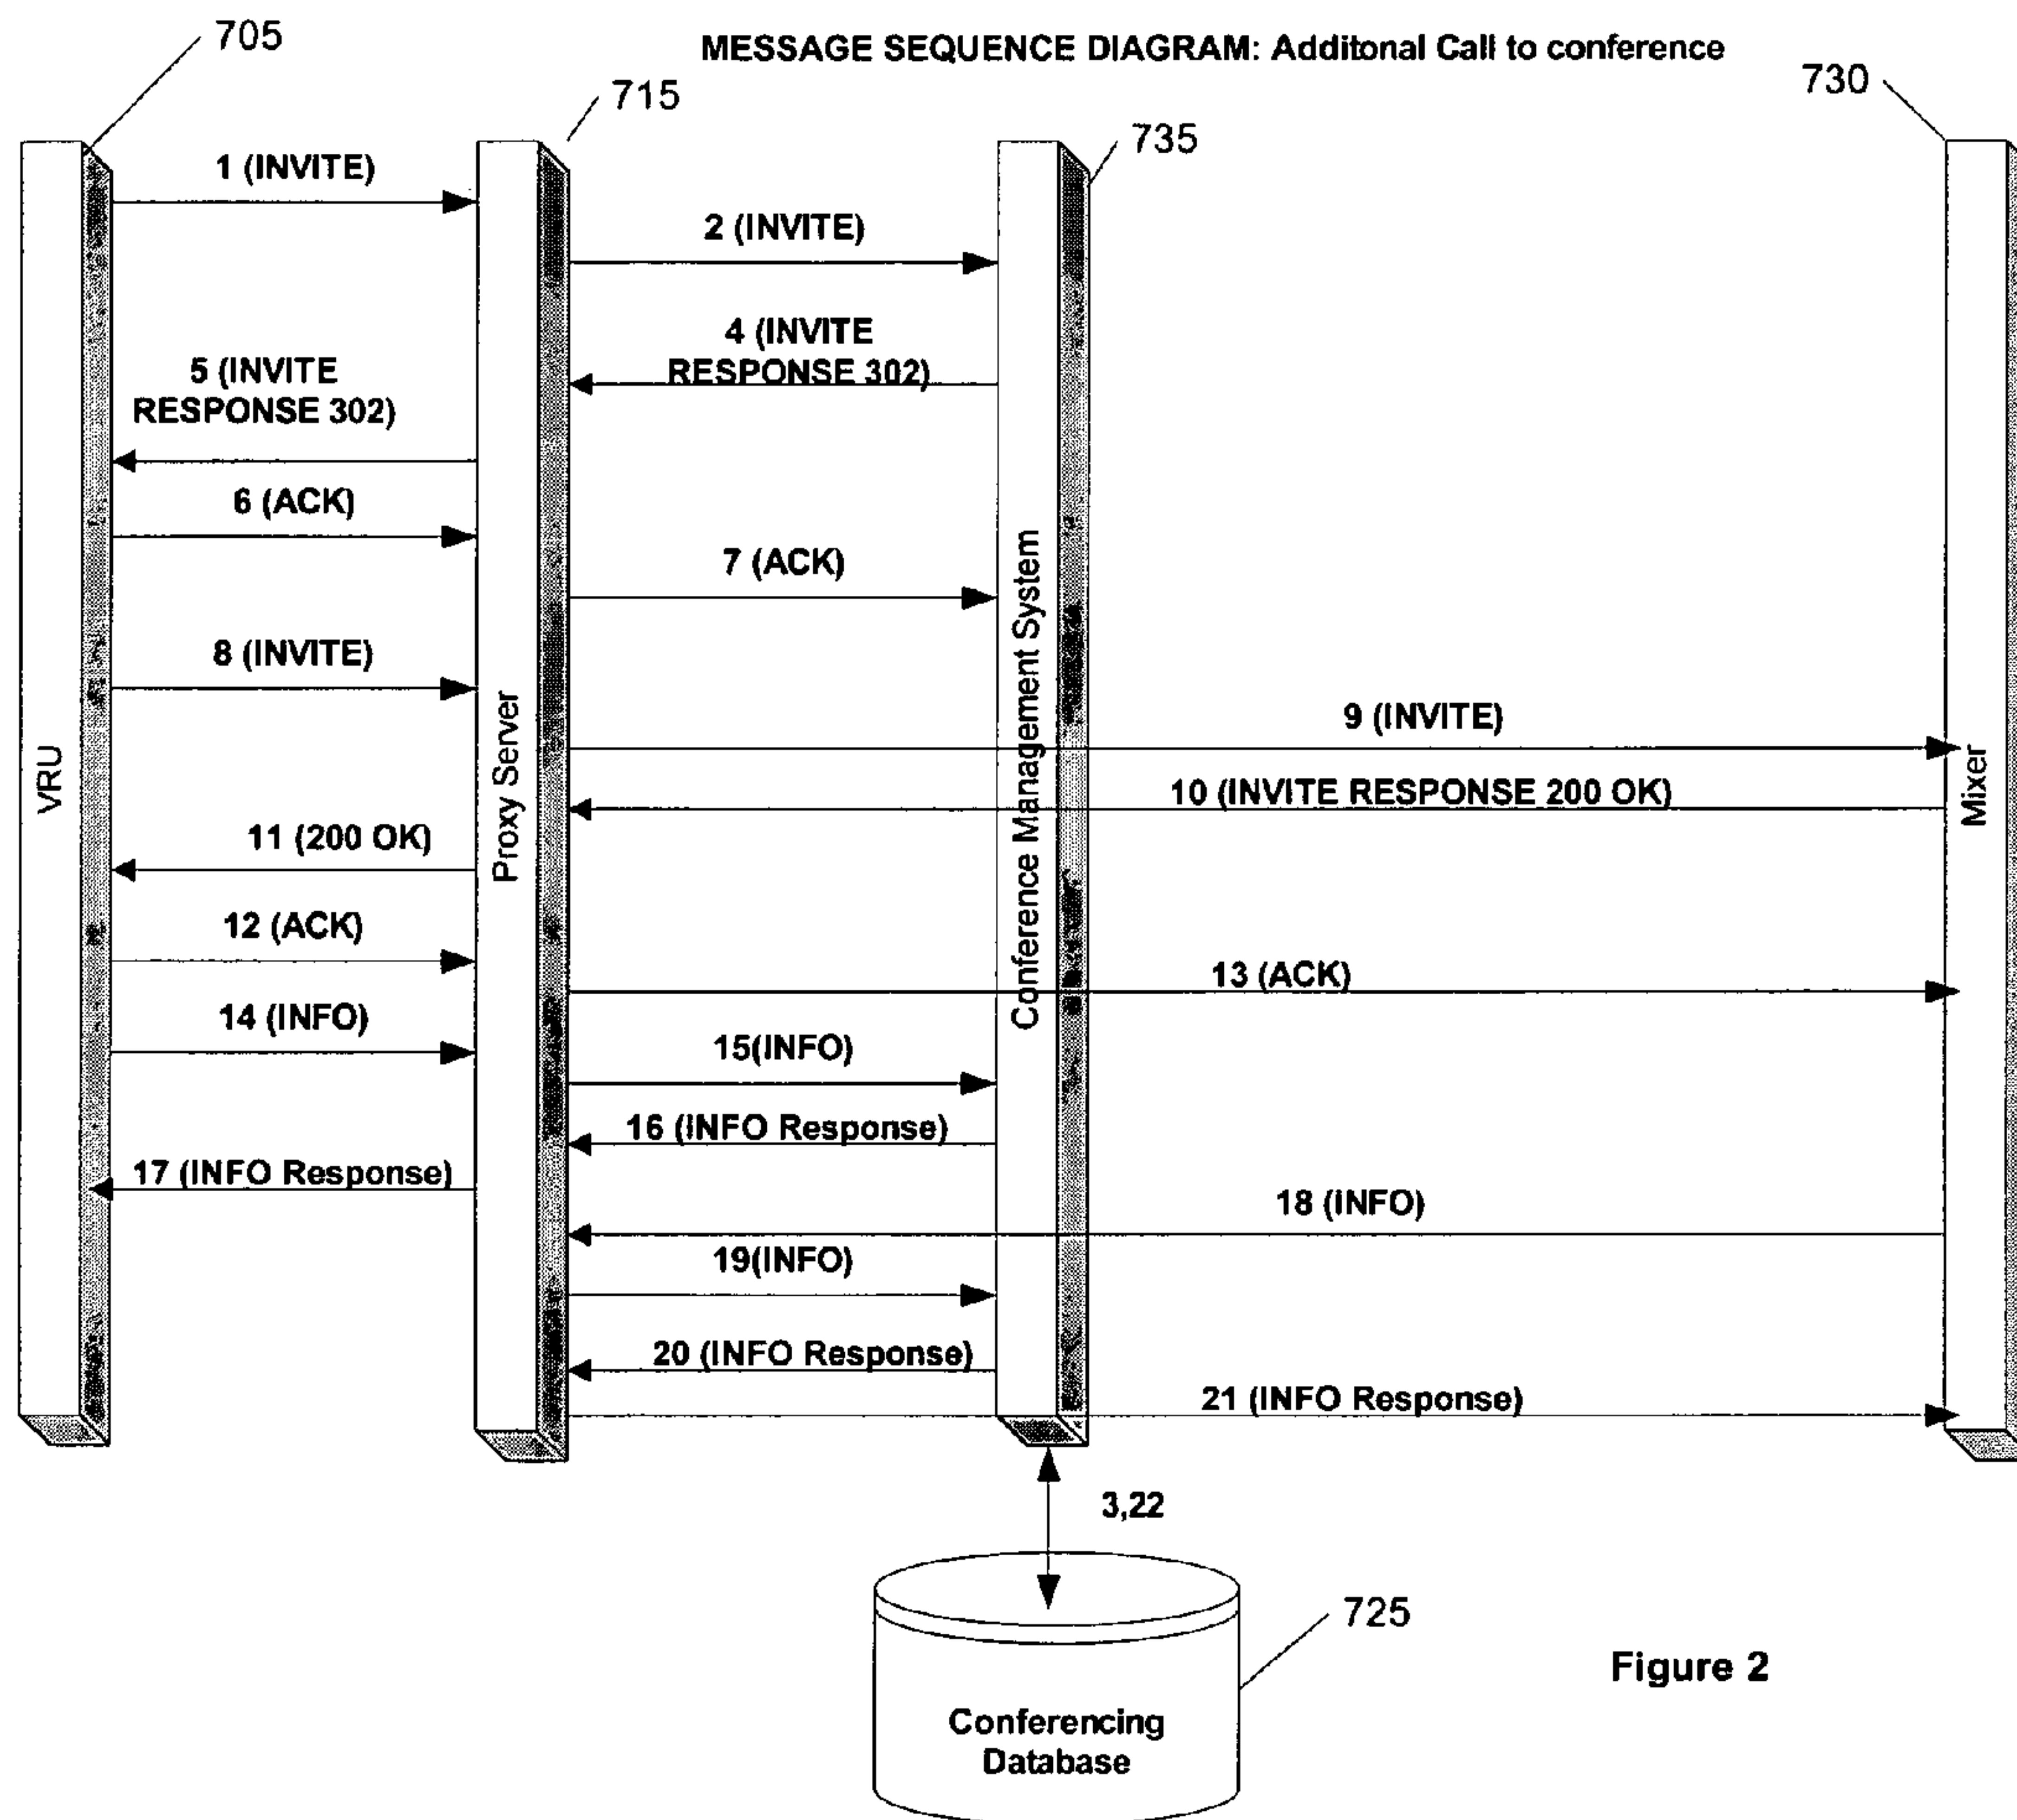 705
MESSAGE SEQUENCE DIAGRAM: Additonal Call to conference
715
730
735
1 (INVITE)
2 (INVITE)
4 (INVITE
RESPONSE 302)
5 (INVITE
RESPONSE 302)
6 (ACK)
7 (ACK)
8 (INVITE)
9 (INVITE)
VRU
Proxy Server
Conference Management System
Mixer
10 (INVITE RESPONSE 200 OK)
11 (200 OK)
12 (ACK)
13 (ACK)
14 (INFO)
15(INFO)
16 (INFO Response)
17 (INFO Response)
18 (INFO)
19(INFO)
20 (INFO Response)
21 (INFO Response)
3,22
725
Conferencing
Database
Figure 2